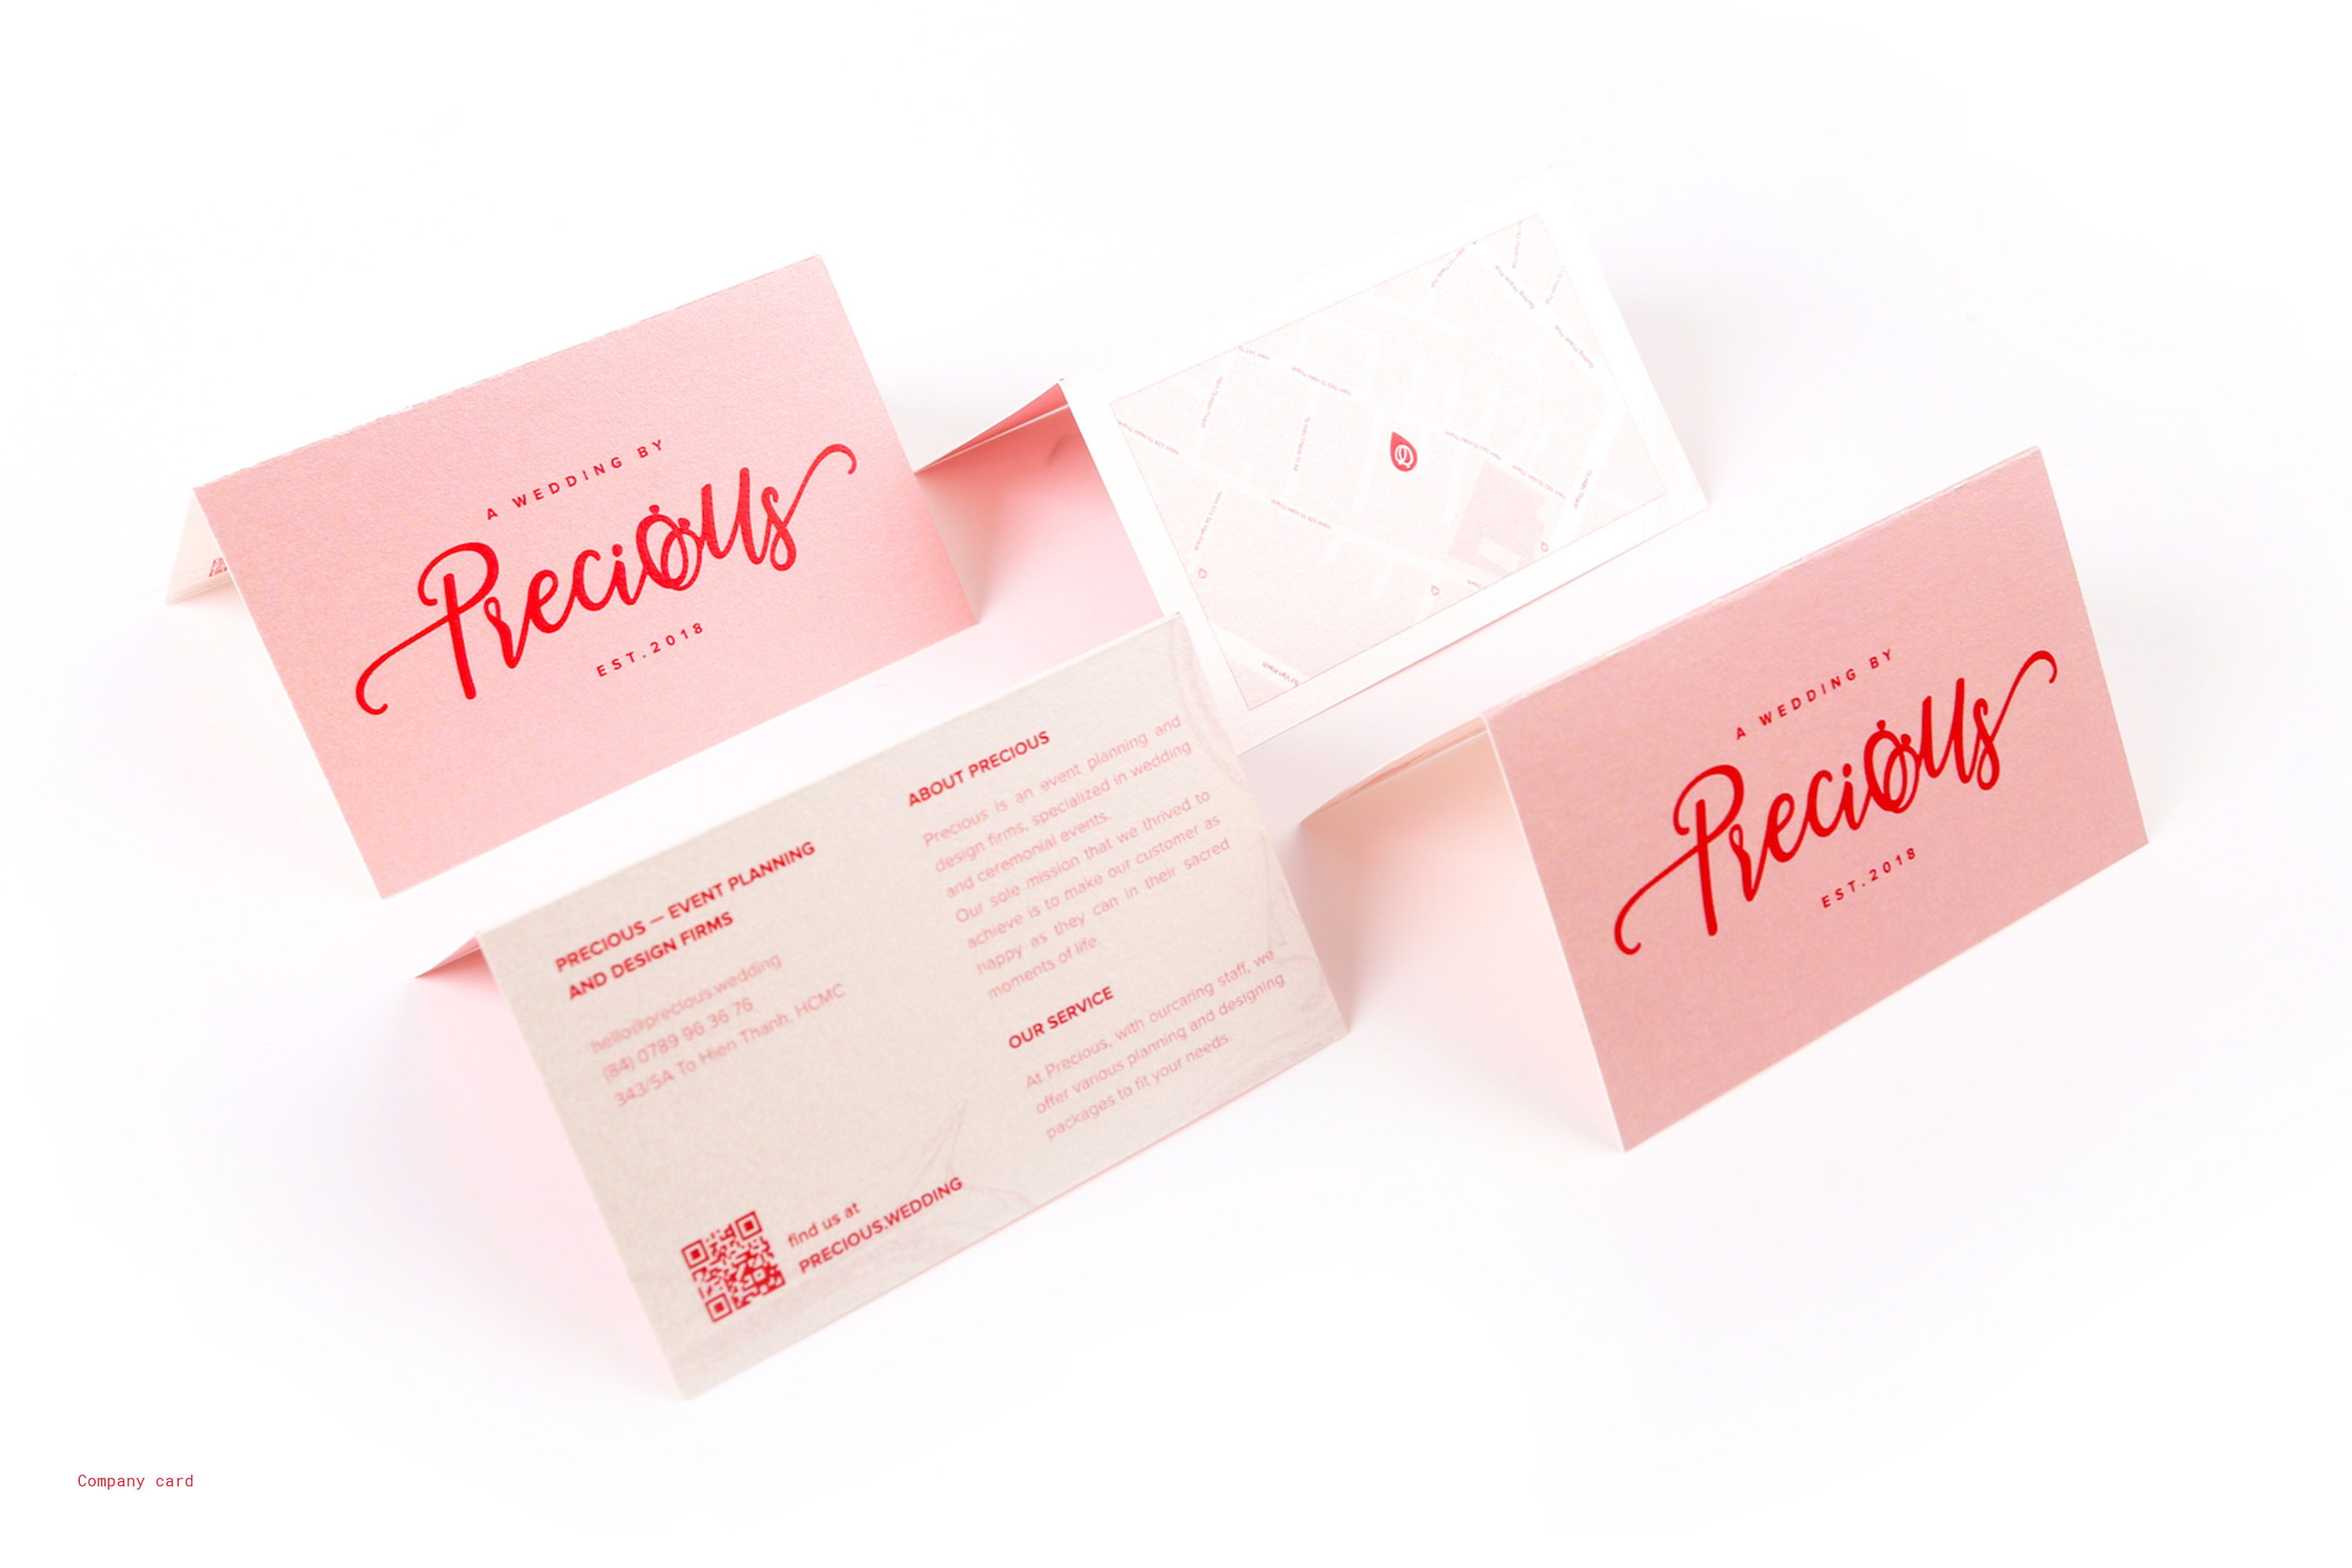 A WEDDING BY
Precious
EST.2018
PRECIOUS — EVENT PLANNING
AND DESIGN FIRMS
hello@precious.wedding
(84) 0789 96 36 76
343/5A To Hien Thanh, HCMC
find us at
PRECIOUS.WEDDING
ABOUT PRECIOUS
Precious is an event planning and
design firms, specialized in wedding
and ceremonial events.
Our sole mission that we thrived to
achieve is to make our customer as
happy as they can in their sacred
moments of life.
OUR SERVICE
At Precious, with ourcaring staff, we
offer various planning and designing
packages to fit your needs.
A WEDDING BY
Precious
EST.2018
Company card